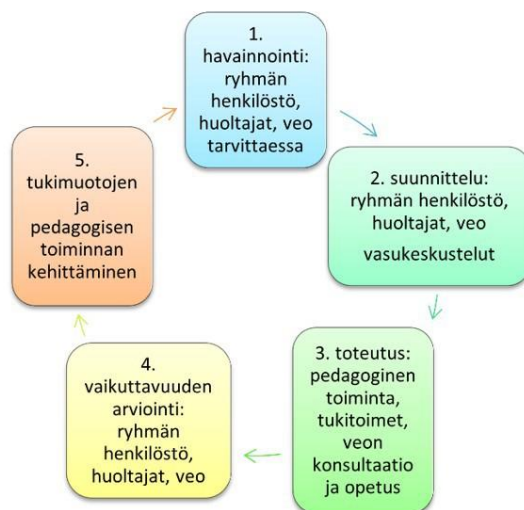 1.
havainnointi:
ryhmän
henkilöstö,
huoltajat, veo
tarvittaessa
2. suunnittelu:
ryhmän henkilöstö,
huoltajat, veo
vasukeskustelut
3. toteutus:
pedagoginen
toiminta,
tukitoimet,
veon
konsultaatio
ja opetus
4.
vaikuttavuuden
arviointi:
ryhmän
henkilöstö,
huoltajat, veo
5.
tukimuotojen
ja
pedagogisen
toiminnan
kehittäminen